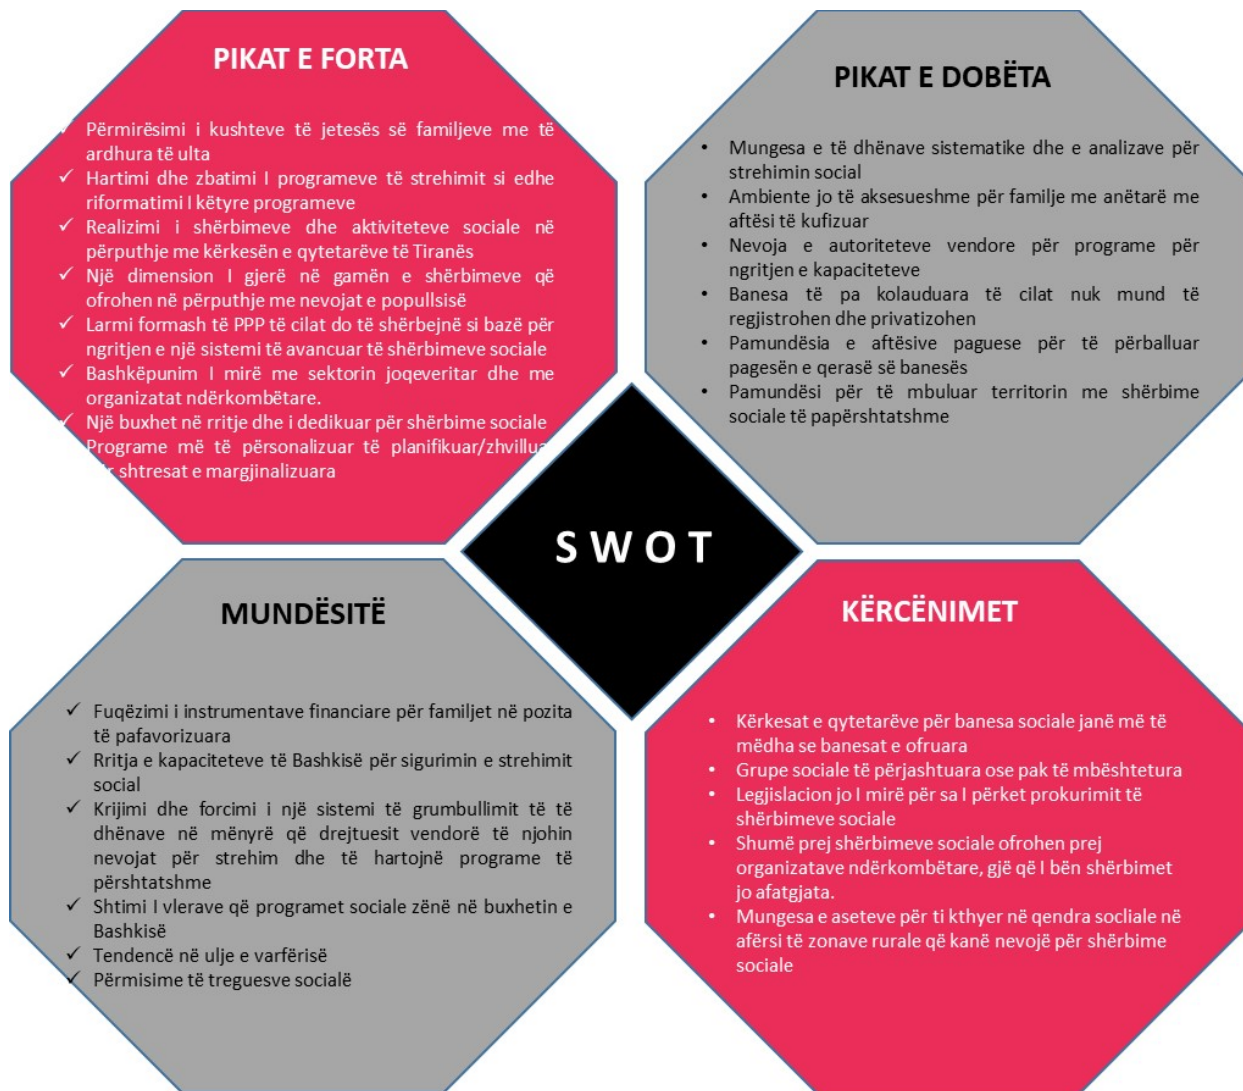 PIKAT E FORTA
✓ Përmirësimi i kushteve të jetesës së familjeve me të
ardhura të ulta
✓ Hartimi dhe zbatimi I programeve të strehimit si edhe
riformatimi I këtyre programeve
✓ Realizimi i shërbimeve dhe aktiviteteve sociale në
përputhje me kërkesën e qytetarëve të Tiranës
✓ Një dimension I gjerë në gamën e shërbimeve që
ofrohen në përputhje me nevojat e popullsisë
✓ Larmi formash të PPP të cilat do të shërbejnë si bazë për
ngritjen e një sistemi të avancuar të shërbimeve sociale
✓ Bashkëpunim I mirë me sektorin joqeveritar dhe me
organizatat ndërkombëtare.
✓ Një buxhet në rritje dhe i dedikuar për shërbime sociale
Programe më të përsonalizuar të planifikuar/zhvillua
shtresat e margjinalizuara
PIKAT E DOBËTA
• Mungesa e të dhënave sistematike dhe e analizave për
strehimin social
• Ambiente jo të aksesueshme për familje me anëtarë me
aftësi të kufizuar
• Nevoja e autoriteteve vendore për programe për
ngritjen e kapaciteteve
• Banesa të pa kolauduara të cilat nuk mund të
regjistrohen dhe privatizohen
• Pamundësia e aftësive paguese për të përballuar
pagesën e qerasë së banesës
• Pamundësi për të mbuluar territorin me shërbime
sociale të papërshtatshme
S W O T
MUNDËSITË
✓ Fuqëzimi i instrumentave financiare për familjet në pozita
të pafavorizuara
✓ Rritja e kapaciteteve të Bashkisë për sigurimin e strehimit
social
✓ Krijimi dhe forcimi i një sistemi të grumbullimit të të
dhënave në mënyrë që drejtuesit vendorë të njohin
nevojat për strehim dhe të hartojnë programe të
përshtatshme
✓ Shtimi I vlerave që programet sociale zënë në buxhetin e
Bashkisë
✓ Tendencë në ulje e varfërisë
✓ Përmisime të treguesve socialë
KËRCËNIMET
• Kërkesat e qytetarëve për banesa sociale janë më të
mëdha se banesat e ofruara
• Grupe sociale të përjashtuara ose pak të mbështetura
• Legjislacion jo I mirë për sa I përket prokurimit të
shërbimeve sociale
• Shumë prej shërbimeve sociale ofrohen prej
organizatave ndërkombëtare, gjë që I bën shërbimet
jo afatgjata.
• Mungesa e aseteve për ti kthyer në qendra socliale në
afërsi të zonave rurale që kanë nevojë për shërbime
sociale